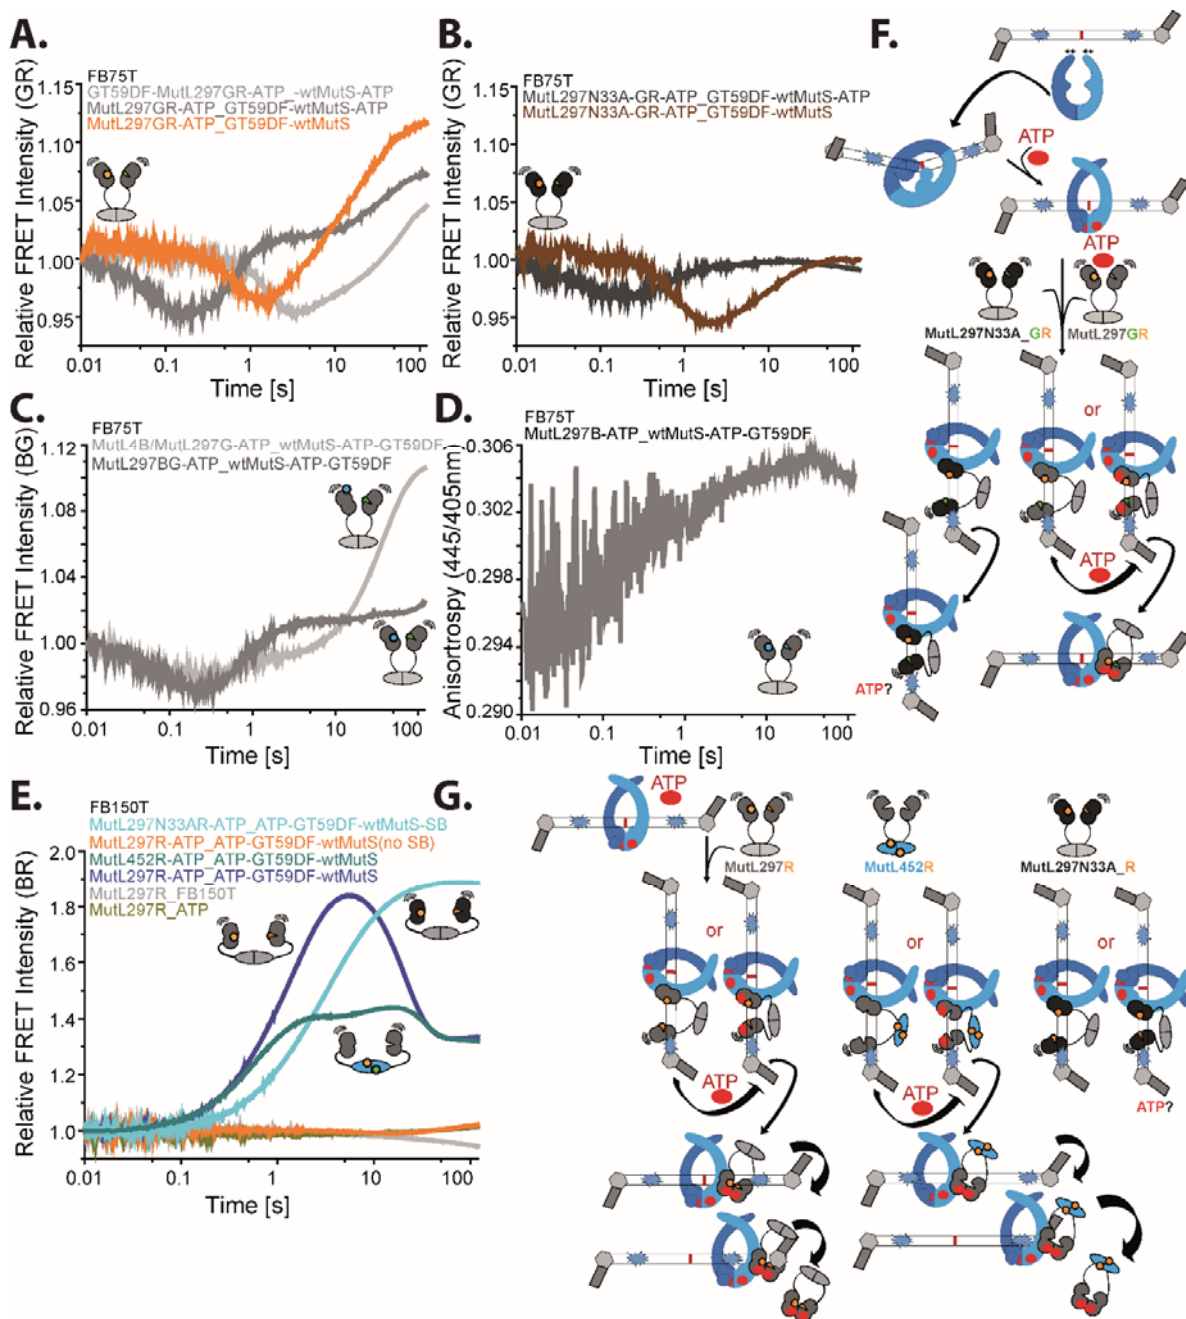 A.
FB75T
GT59DF-MutL297GR-ATP_-wtMutS-ATP
MutL297GR-ATP_GT59DF-wtMutS-ATP
MutL297GR-ATP_GT59DF-wtMutS
Relative FRET Intensity (GR)
1.15
1.10
1.05
1.00
0.95
0.01
0.1
1
10
100
Time [s]
B.
FB75T
MutL297N33A-GR-ATP_GT59DF-wtMutS-ATP
MutL297N33A-GR-ATP_GT59DF-wtMutS
Relative FRET Intensity (GR)
1.15
1.10
1.05
1.00
0.95
0.01
0.1
1
10
100
Time [s]
C.
FB75T
MutL4B/MutL297G-ATP_wtMutS-ATP-GT59DF
MutL297BG-ATP_wtMutS-ATP-GT59DF
Relative FRET Intensity (BG)
1.12
1.08
1.04
1.00
0.96
0.01
0.1
1
10
100
Time [s]
D.
FB75T
MutL297B-ATP_wtMutS-ATP-GT59DF
Anisortrospy (445/405nm)
0.306
0.302
0.298
0.294
0.290
0.01
0.1
1
10
100
Time [s]
E.
FB150T
MutL297N33AR-ATP_ATP-GT59DF-wtMutS-SB
MutL297R-ATP_ATP-GT59DF-wtMutS(no SB)
MutL452R-ATP_ATP-GT59DF-wtMutS
MutL297R-ATP_ATP-GT59DF-wtMutS
MutL297R_FB150T
MutL297R_ATP
Relative FRET Intensity (BR)
2.0
1.8
1.6
1.4
1.2
1.0
0.01
0.1
1
10
100
Time [s]
F.
ATP
ATP
MutL297N33A_GR
MutL297GR
or
ATP
ATP?
G.
ATP
MutL297R
MutL452R
MutL297N33A_R
or
or
or
ATP
ATP
ATP?